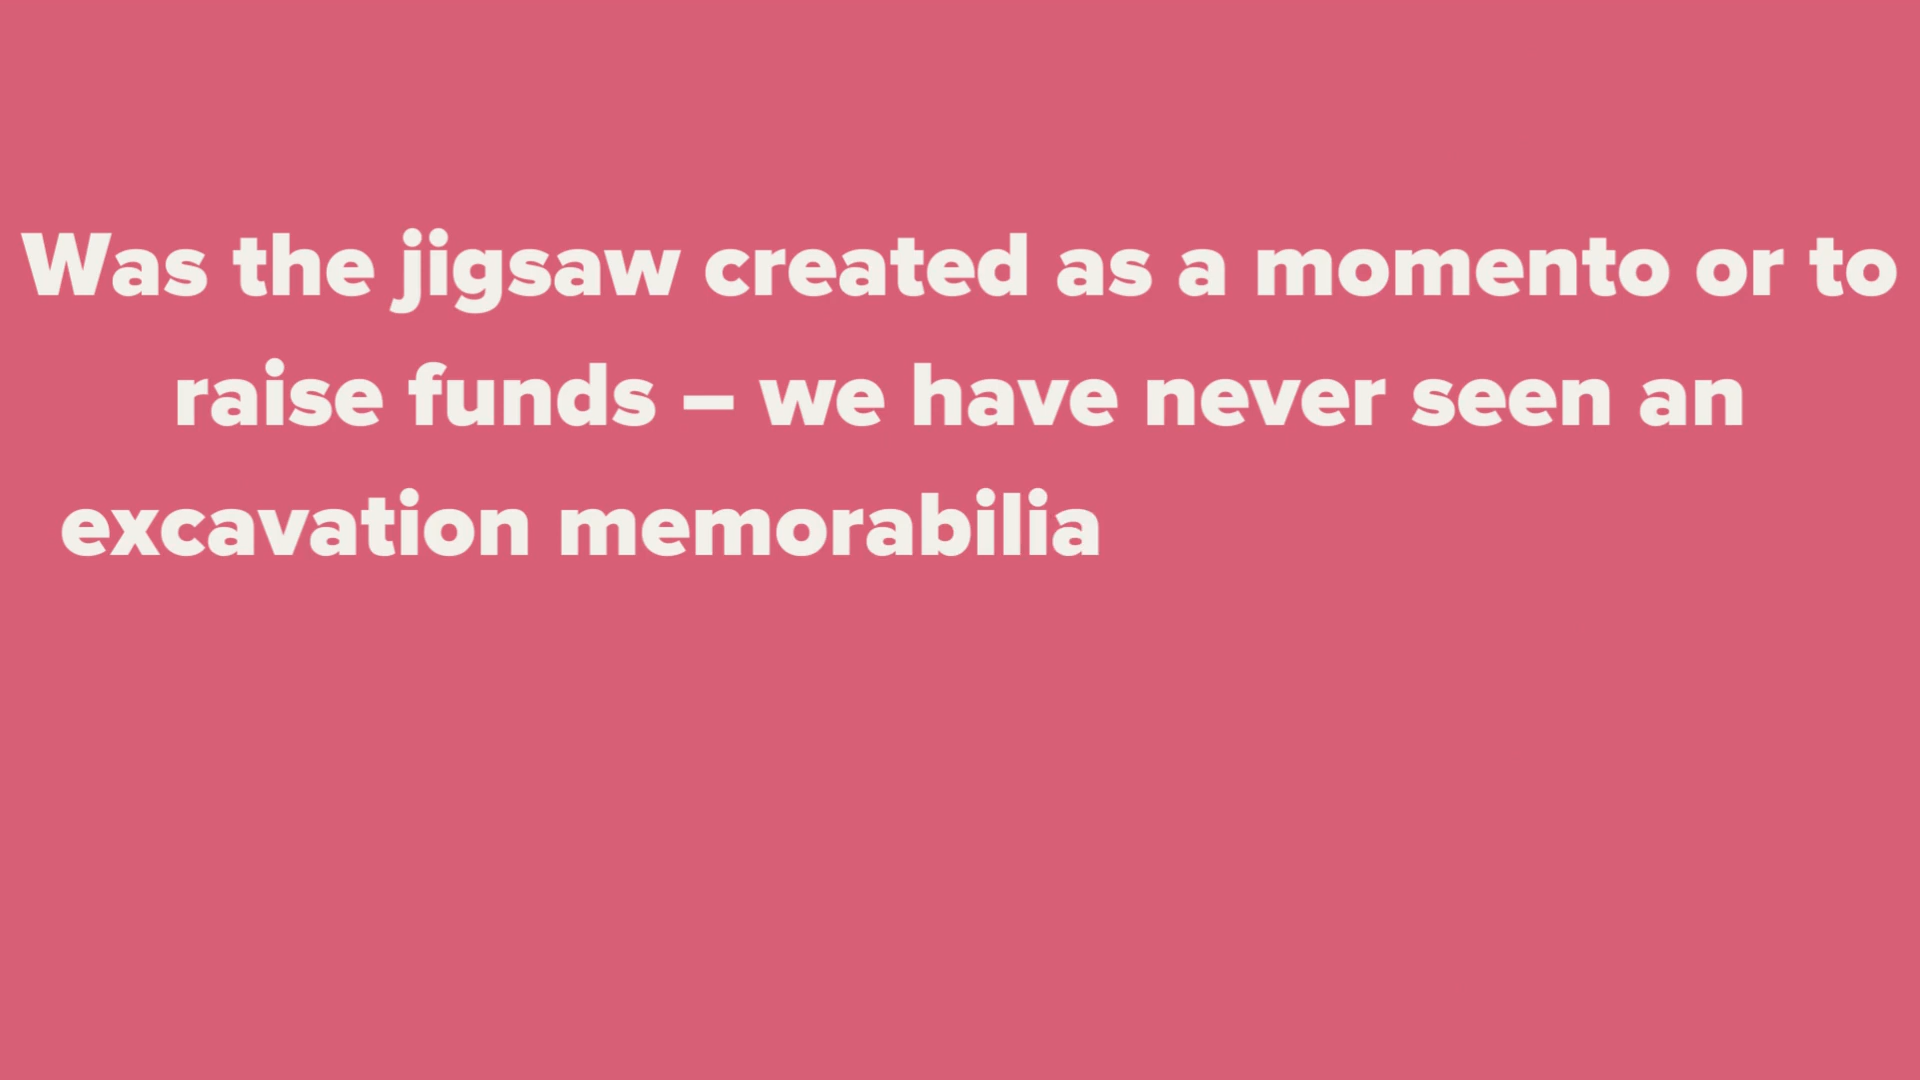 Was the jigsaw created as a momento or to
raise funds – we have never seen an
excavation memorabilia